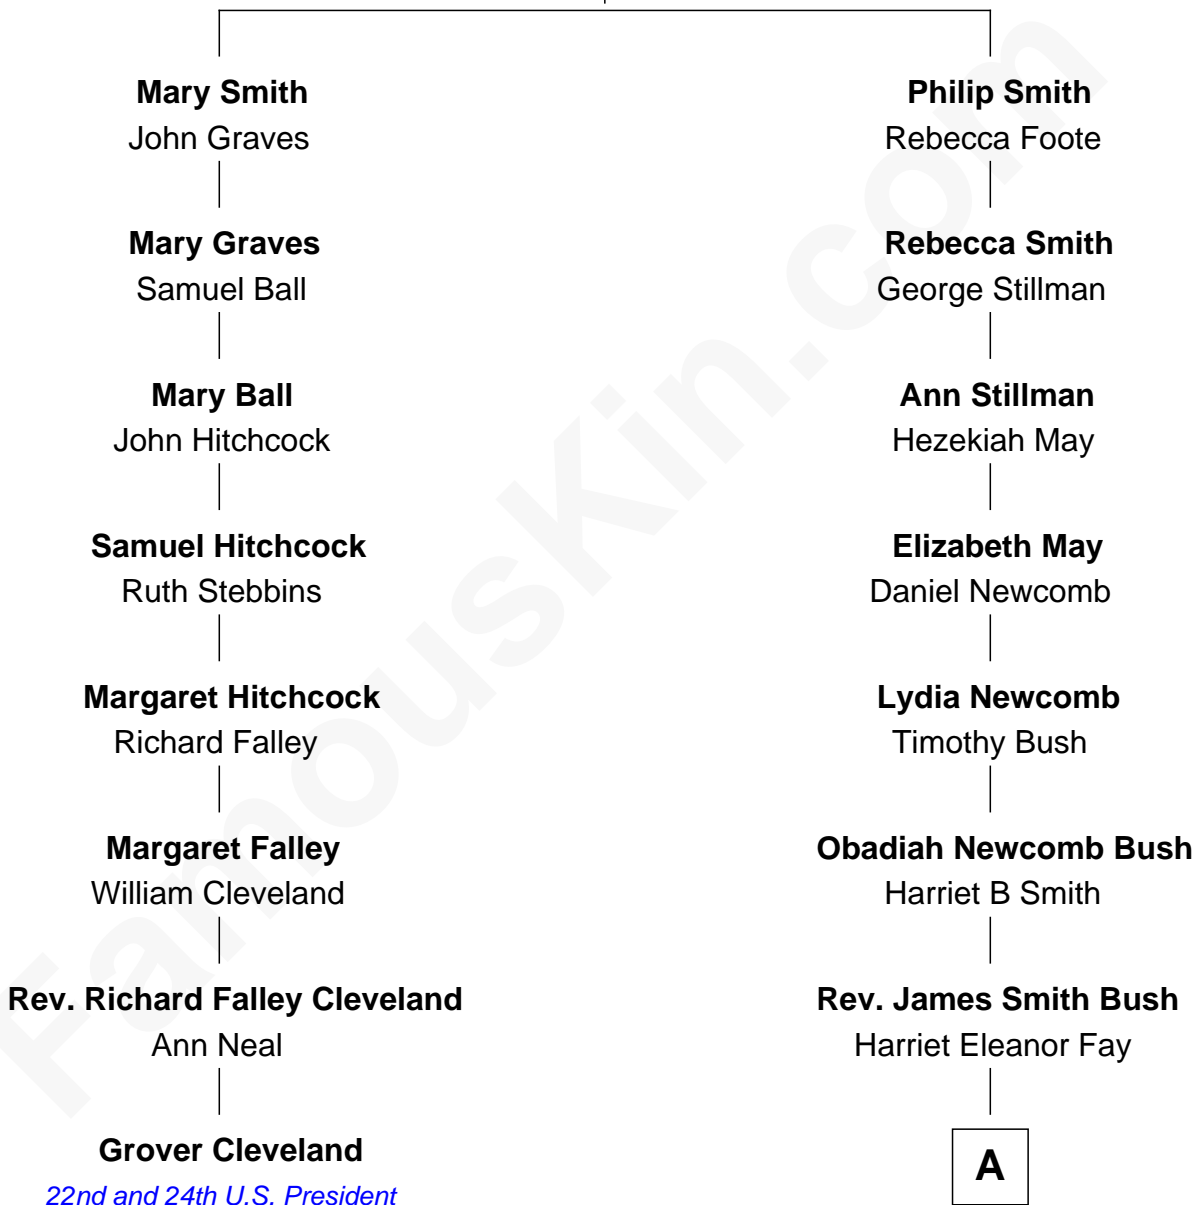 Mary Smith
John Graves
Mary Graves
Samuel Ball
Mary Ball
John Hitchcock
Samuel Hitchcock
Ruth Stebbins
Margaret Hitchcock
Richard Falley
Margaret Falley
William Cleveland
Rev. Richard Falley Cleveland
Ann Neal
Grover Cleveland
22nd and 24th U.S. President
Philip Smith
Rebecca Foote
Rebecca Smith
George Stillman
Ann Stillman
Hezekiah May
Elizabeth May
Daniel Newcomb
Lydia Newcomb
Timothy Bush
Obadiah Newcomb Bush
Harriet B Smith
Rev. James Smith Bush
Harriet Eleanor Fay
A
FamousKin.com